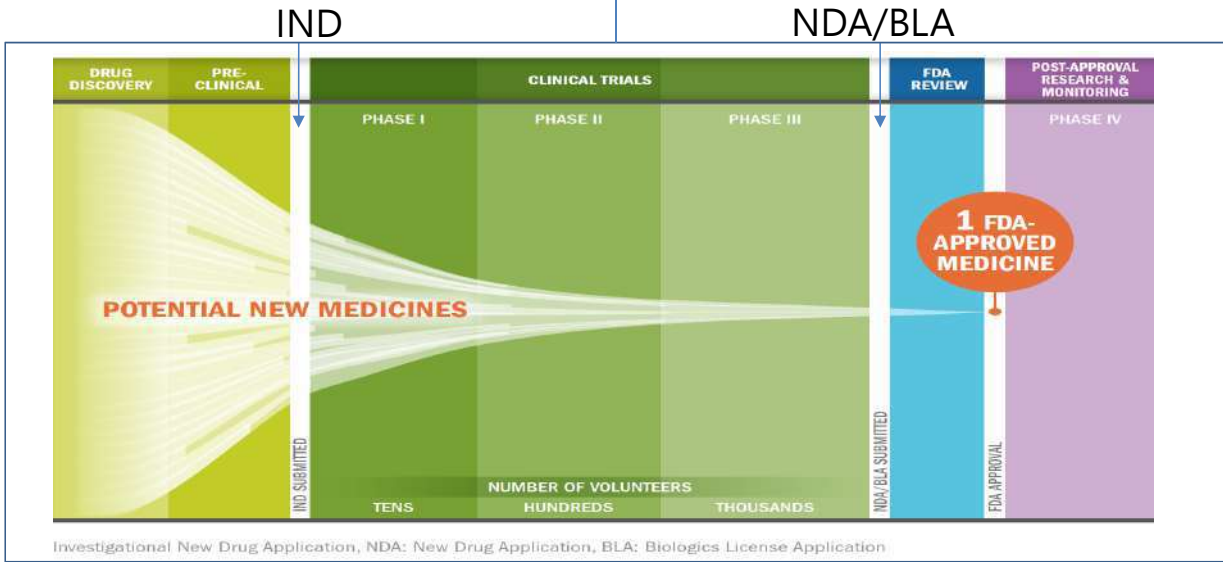 IND
NDA/BLA
DRUG
DISCOVERY
PRE-
CLINICAL
CLINICAL TRIALS
FDA
REVIEW
POST-APPROVAL
RESEARCH &
MONITORING
PHASE I
PHASE II
PHASE III
PHASE IV
1 FDA-
APPROVED
MEDICINE
POTENTIAL NEW MEDICINES
IND SUBMITTED
NDA/BLA SUBMITTED
FDA APPROVAL
NUMBER OF VOLUNTEERS
TENS
HUNDREDS
THOUSANDS
Investigational New Drug Application, NDA: New Drug Application, BLA: Biologics License Application